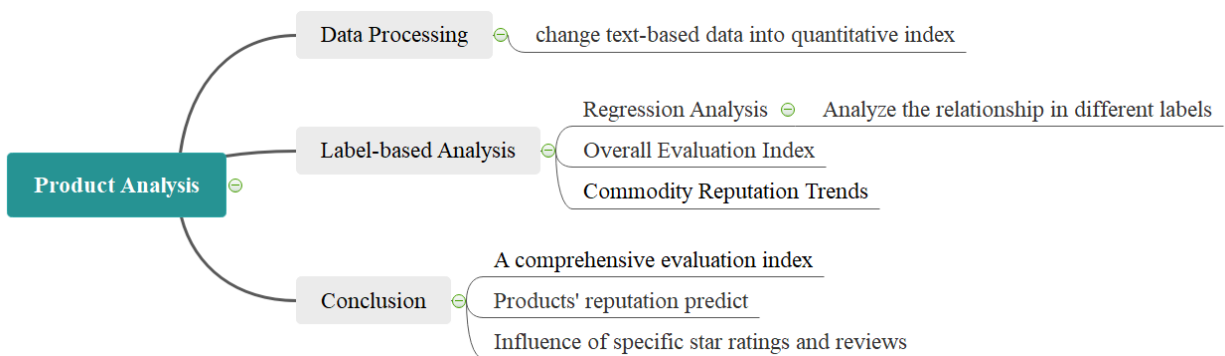 Data Processing
change text-based data into quantitative index
Regression Analysis
Analyze the relationship in different labels
Label-based Analysis
Overall Evaluation Index
Product Analysis
Commodity Reputation Trends
A comprehensive evaluation index
Conclusion
Products' reputation predict
Influence of specific star ratings and reviews